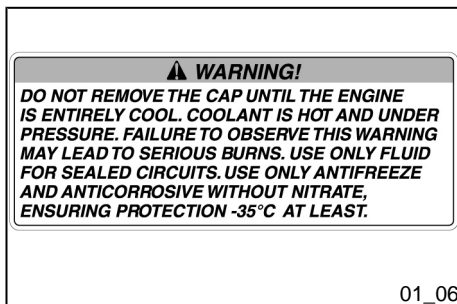 WARNING!
DO NOT REMOVE THE CAP UNTIL THE ENGINE
IS ENTIRELY COOL. COOLANT IS HOT AND UNDER
PRESSURE. FAILURE TO OBSERVE THIS WARNING
MAY LEAD TO SERIOUS BURNS. USE ONLY FLUID
FOR SEALED CIRCUITS. USE ONLY ANTIFREEZE
AND ANTICORROSIVE WITHOUT NITRATE,
ENSURING PROTECTION -35°C AT LEAST.
01_06